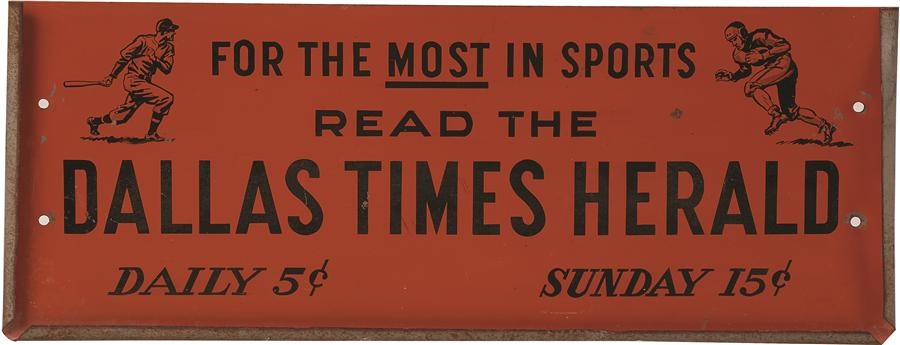 FOR THE MOST IN SPORTS
READ THE
DALLAS TIMES HERALD
DAILY 5¢ SUNDAY 15¢